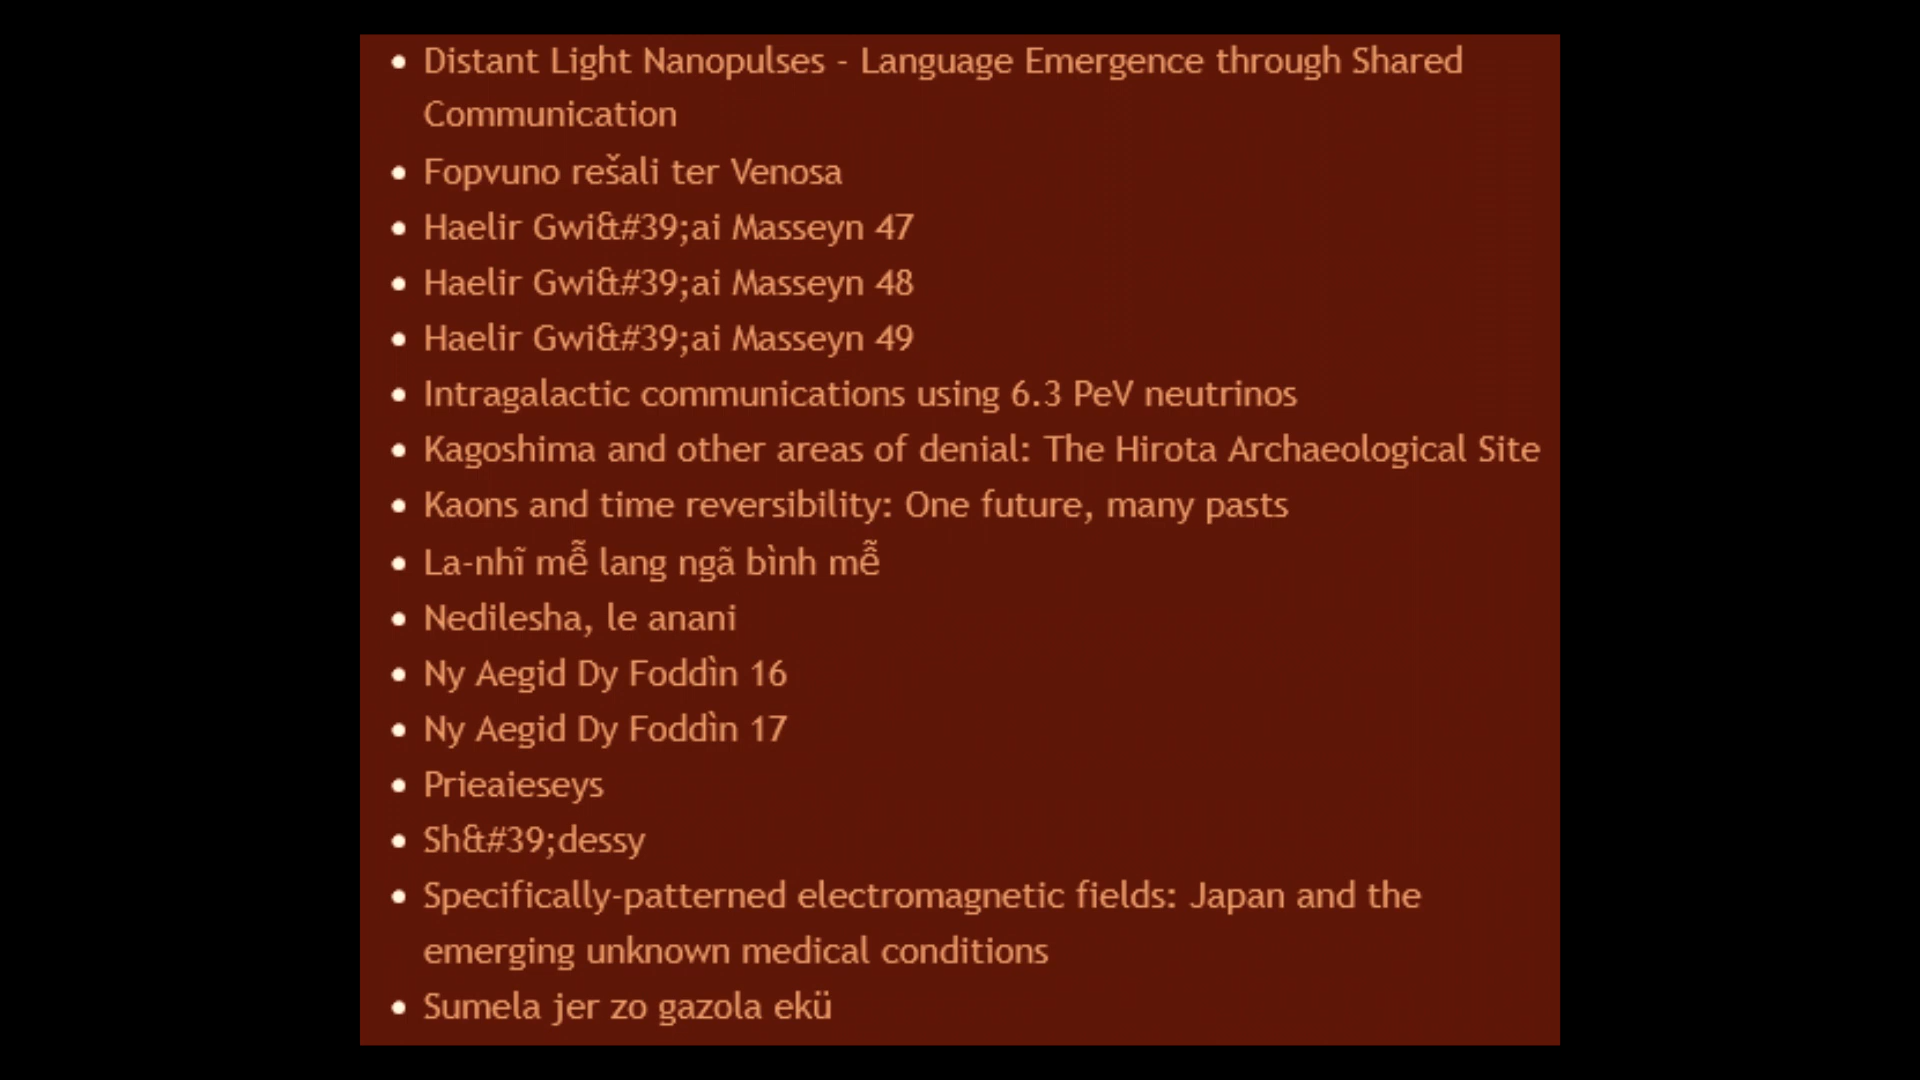 Distant Light Nanopulses - Language Emergence through Shared
Communication
Fopvuno rešali ter Venosa
Haelir Gwi&#39;ai Masseyn 47
Haelir Gwi&#39;ai Masseyn 48
Haelir Gwi&#39;ai Masseyn 49
Intragalactic communications using 6.3 PeV neutrinos
Kagoshima and other areas of denial: The Hirota Archaeological Site
Kaons and time reversibility: One future, many pasts
La-nhĩ mễ lang ngã bình mễ
Nedilesha, le anani
Ny Aegid Dy Foddìn 16
Ny Aegid Dy Foddìn 17
Prieaieseys
Sh&#39;dessy
Specifically-patterned electromagnetic fields: Japan and the
emerging unknown medical conditions
Sumela jer zo gazola ekü